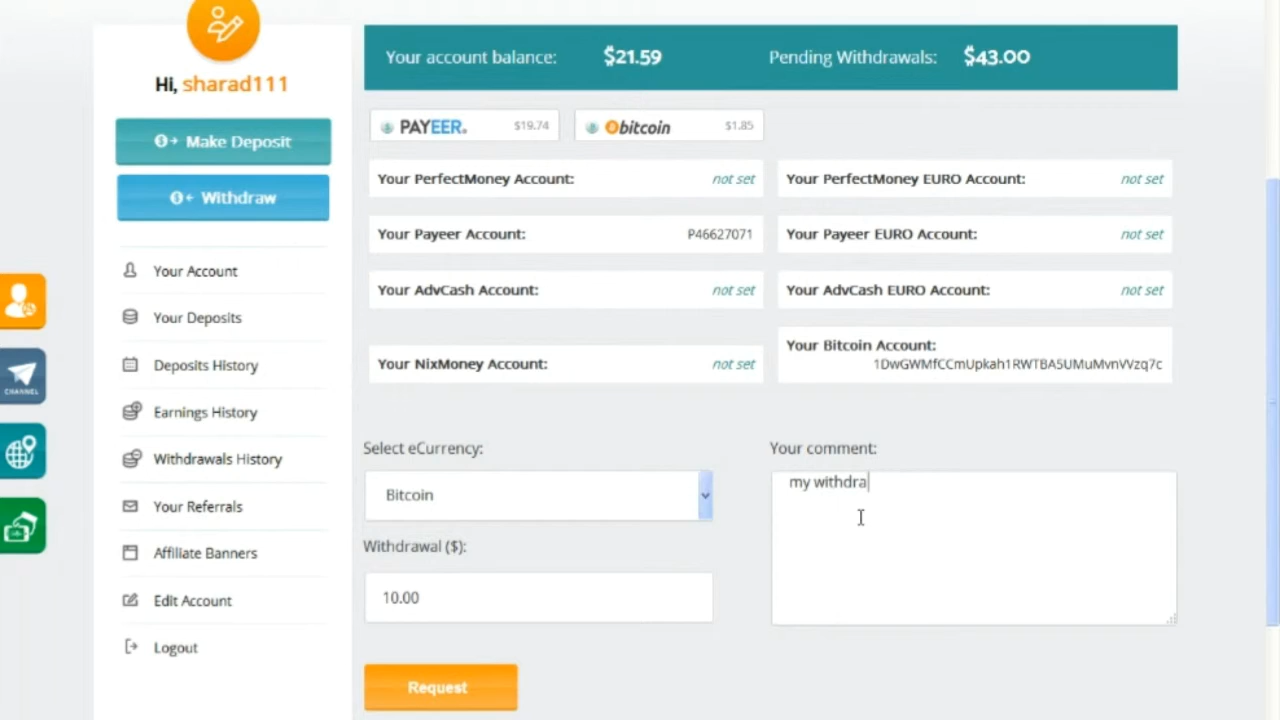 Your account balance: $21.59 Pending Withdrawals: $43.00
Hi, sharad111
PAYEER. $19.74 bitcoin $1.85
Make Deposit
Your PerfectMoney Account: not set Your PerfectMoney EURO Account: not set
Withdraw
Your Payeer Account: P46627071 Your Payeer EURO Account: not set
Your Account
Your AdvCash Account: not set Your AdvCash EURO Account: not set
Your Deposits
Your Bitcoin Account:
Deposits History
Your NixMoney Account: not set 1DwGWMfCCmUpkah1RWTBA5UMuMvnVVzq7c
CHANNEL
Earnings History
Select eCurrency: Your comment:
Withdrawals History
my withdra
Bitcoin
Your Referrals
Withdrawal ($):
Affiliate Banners
Edit Account
10.00
Logout
Request